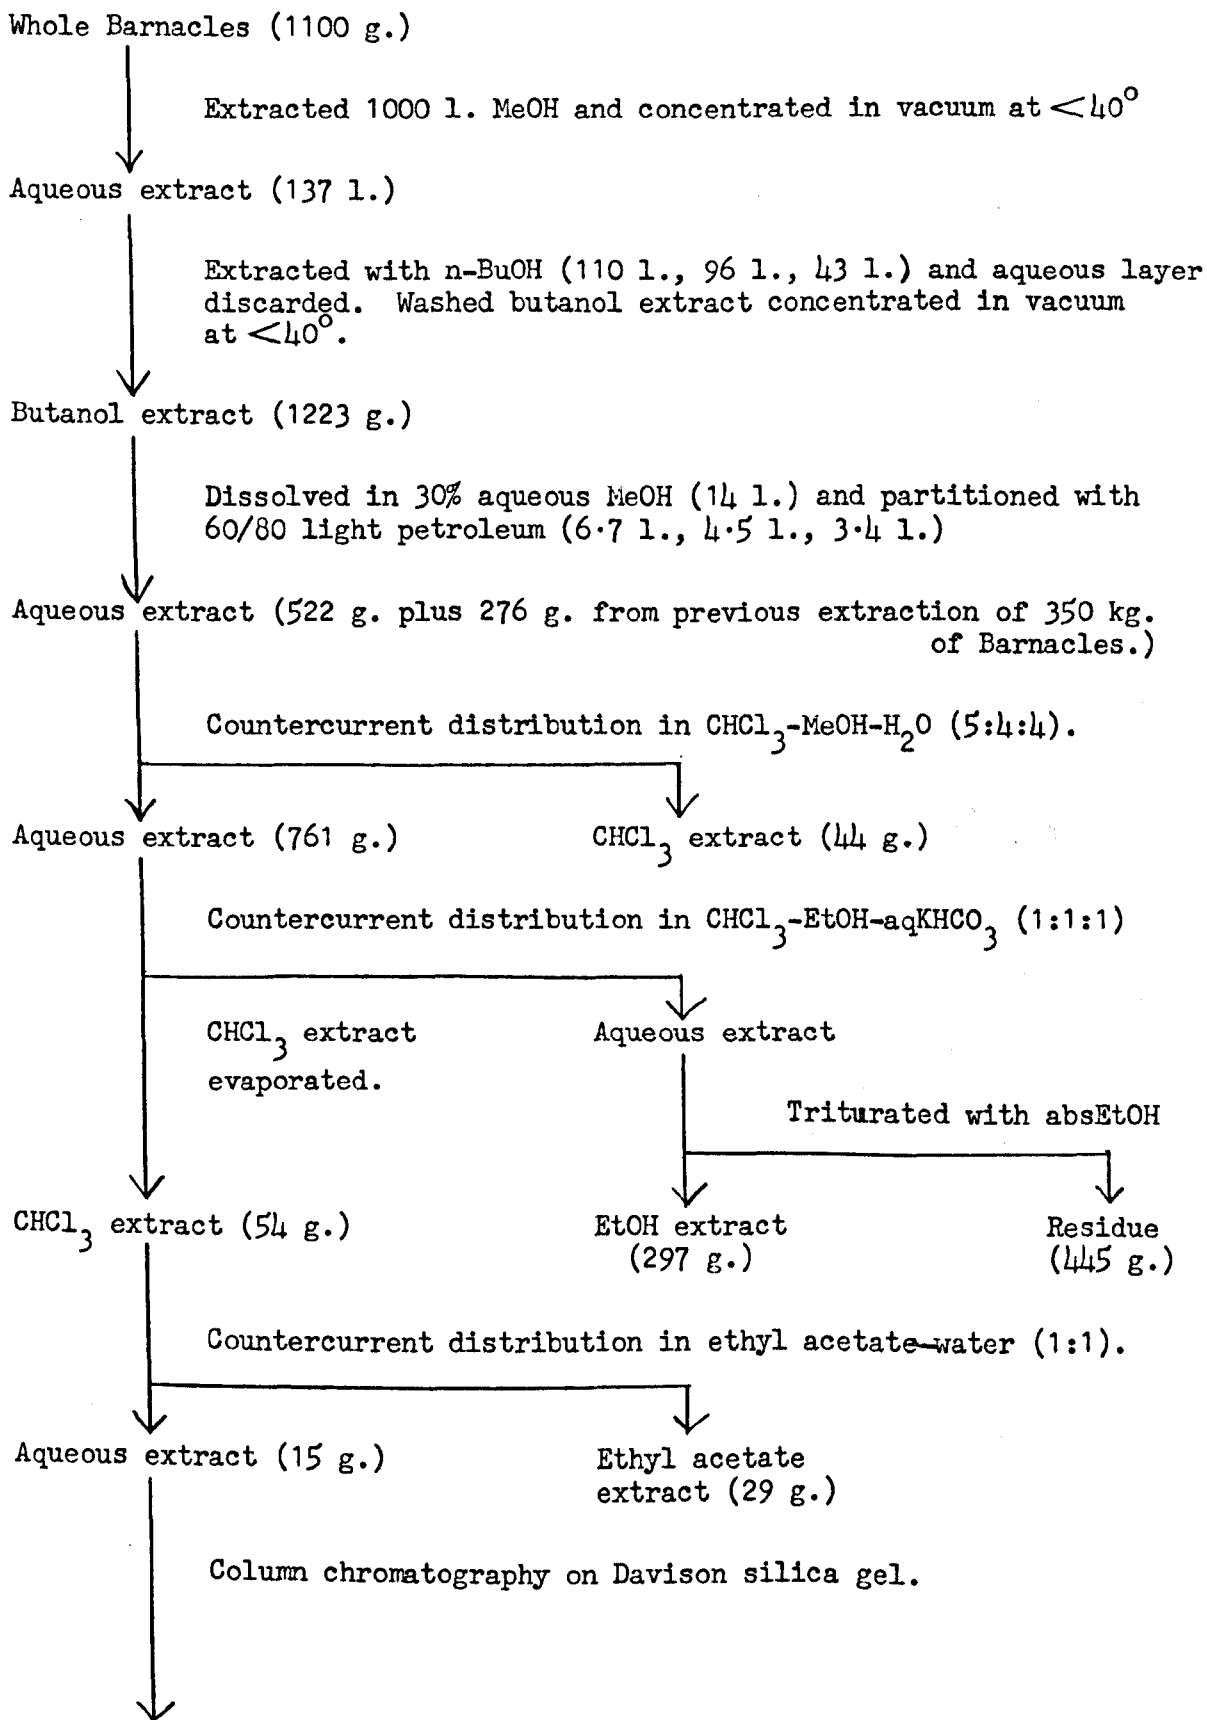 Whole Barnacles (1100 g.)
Extracted 1000 l. MeOH and concentrated in vacuum at <40°
Aqueous extract (137 l.)
Extracted with n-BuOH (110 l., 96 l., 43 l.) and aqueous layer
discarded. Washed butanol extract concentrated in vacuum
at <40°.
Butanol extract (1223 g.)
Dissolved in 30% aqueous MeOH (14 l.) and partitioned with
60/80 light petroleum (6·7 l., 4·5 l., 3·4 l.)
Aqueous extract (522 g. plus 276 g. from previous extraction of 350 kg.
of Barnacles.)
Countercurrent distribution in CHCl₃-MeOH-H₂O (5:4:4).
Aqueous extract (761 g.) CHCl₃ extract (44 g.)
Countercurrent distribution in CHCl₃-EtOH-aqKHCO₃ (1:1:1)
CHCl₃ extract Aqueous extract
evaporated.
Triturated with absEtOH
CHCl₃ extract (54 g.) EtOH extract Residue
(297 g.) (445 g.)
Countercurrent distribution in ethyl acetate-water (1:1).
Aqueous extract (15 g.) Ethyl acetate
extract (29 g.)
Column chromatography on Davison silica gel.